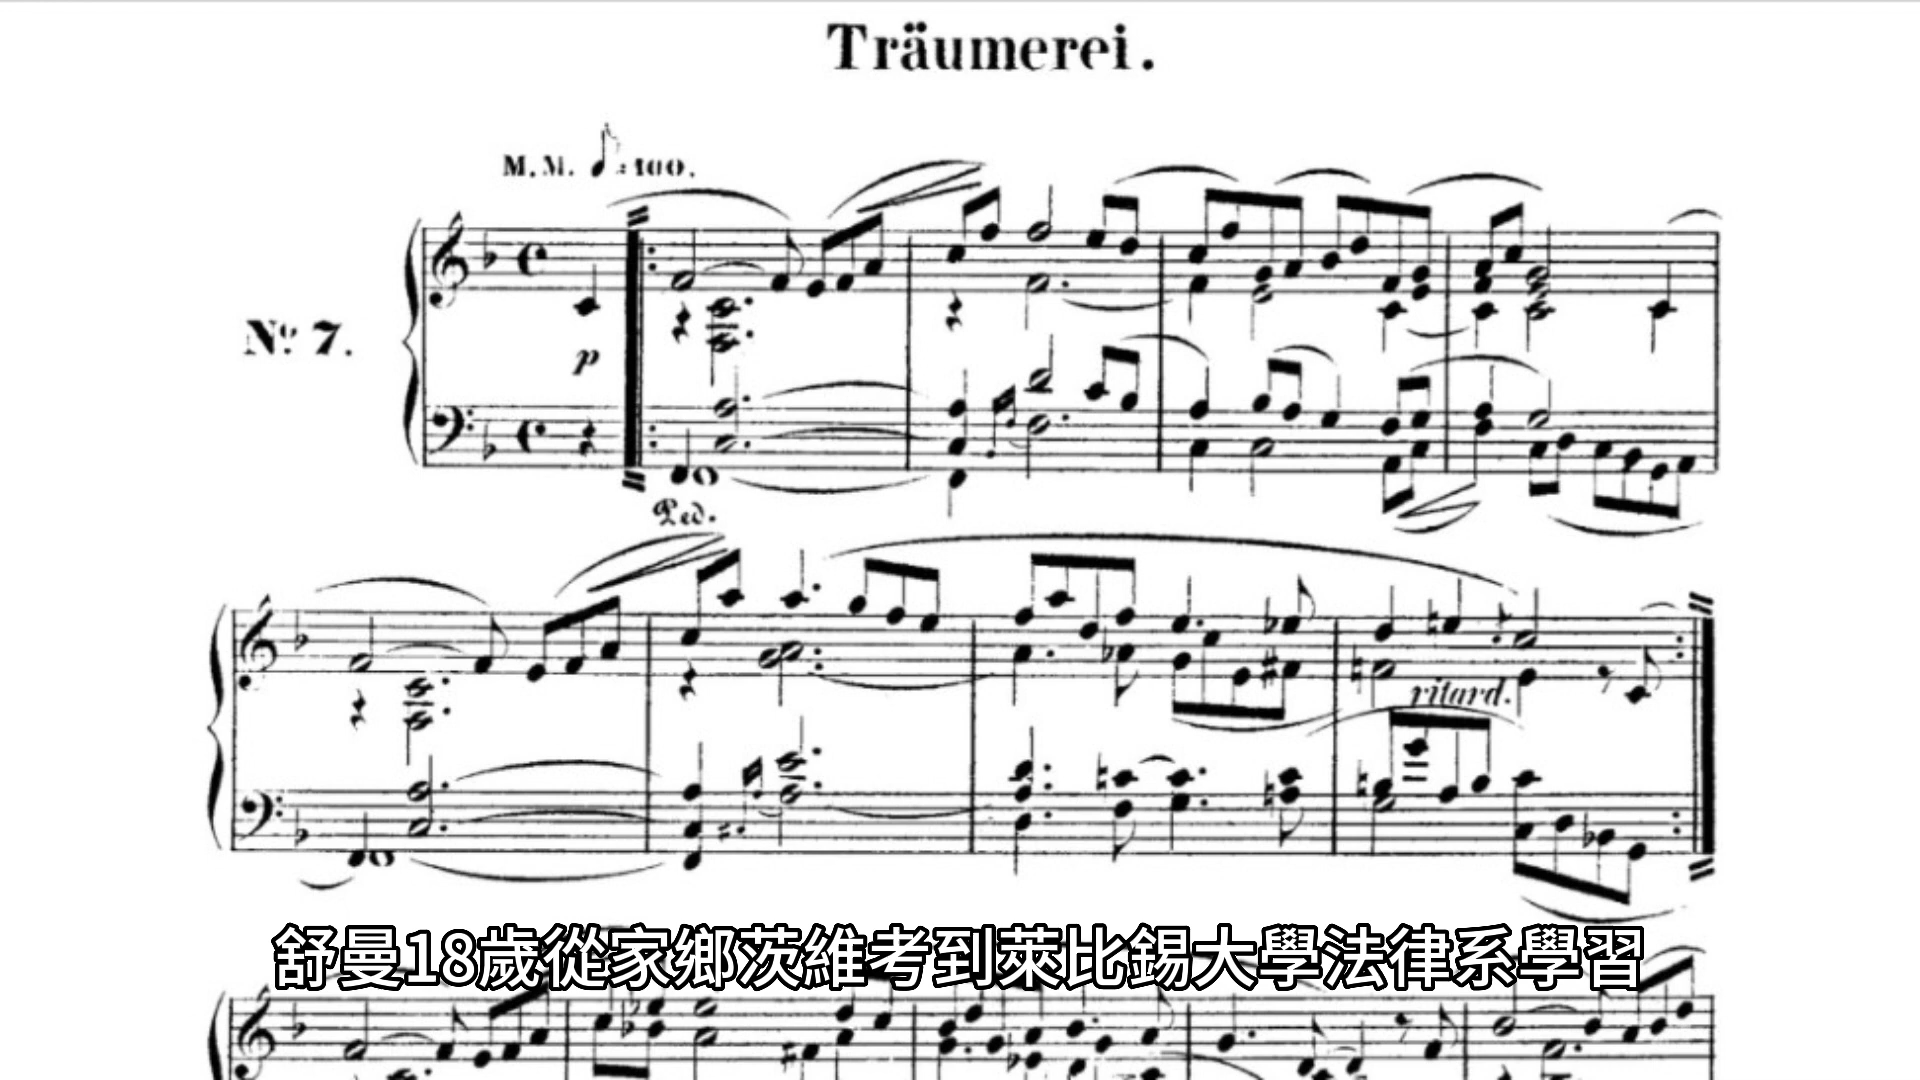 Träumerei.
M.M. ♪ = 100.
Nº 7.
p
Ped.
ritard.
舒曼18歲從家鄉茨維考到萊比錫大學法律系學習